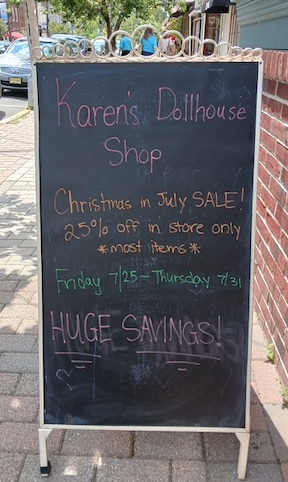 Karen's Dollhouse
Shop
Christmas in July SALE!
25% off in store only
*most items*
Friday 7/25 - Thursday 7/31
HUGE SAVINGS!